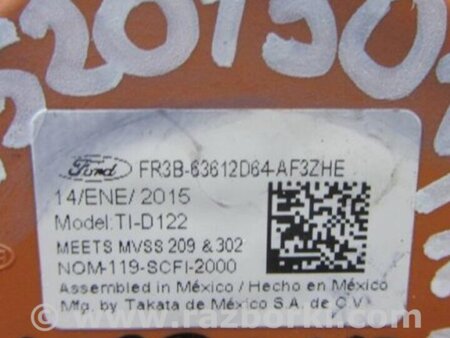 520150
Ford FR3B-63612D64-AF3ZHE
14/ENE/ 2015
Model:TI-D122
MEETS MVSS 209 & 302
NOM-119-SCFI-2000
Assembled in México / Hecho en México
Mfg. by Takata de México S.A. de C.V.
www.razborki.com